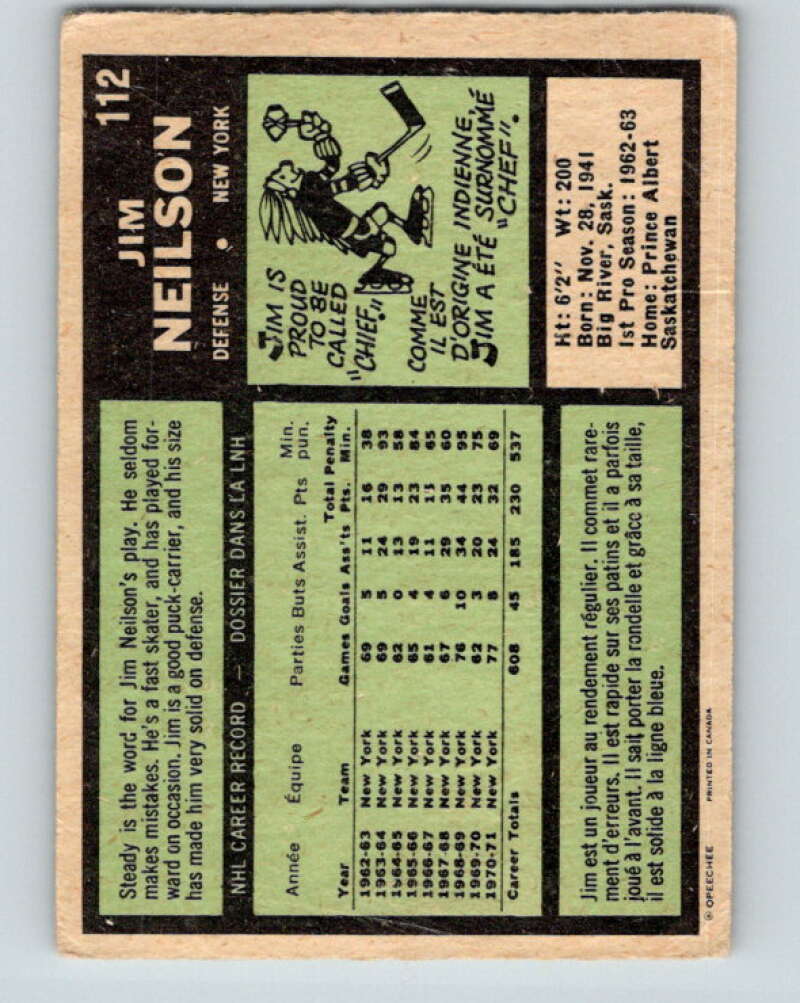 112
JIM
NEILSON
DEFENSE • NEW YORK
Steady is the word for Jim Neilson's play. He seldom
makes mistakes. He's a fast skater, and has played for-
ward on occasion. Jim is a good puck-carrier, and his size
has made him very solid on defense.
JIM IS
PROUD
TO BE
CALLED
"CHIEF."
COMME
IL EST
D'ORIGINE INDIENNE,
JIM A ÉTÉ SURNOMMÉ
"CHEF".
NHL CAREER RECORD — DOSSIER DANS LA LNH
Année Équipe Parties Buts Assist. Pts Min. pun.
Year Team Games Goals Ass'ts Total Pts. Penalty Min.
1962-63 New York 69 5 11 16 38
1963-64 New York 69 5 24 29 93
1964-65 New York 62 0 13 13 58
1965-66 New York 65 4 19 23 84
1966-67 New York 61 4 11 15 65
1967-68 New York 67 6 29 35 60
1968-69 New York 76 10 34 44 95
1969-70 New York 62 3 20 23 75
1970-71 New York 77 8 24 32 69
Career Totals 608 45 185 230 537
Ht: 6'2" Wt: 200
Born: Nov. 28, 1941
Big River, Sask.
1st Pro Season: 1962-63
Home: Prince Albert
Saskatchewan
Jim est un joueur au rendement régulier. Il commet rare-
ment d'erreurs. Il est rapide sur ses patins et il a parfois
joué à l'avant. Il sait porter la rondelle et grâce à sa taille,
il est solide à la ligne bleue.
© OPEECHEE PRINTED IN CANADA